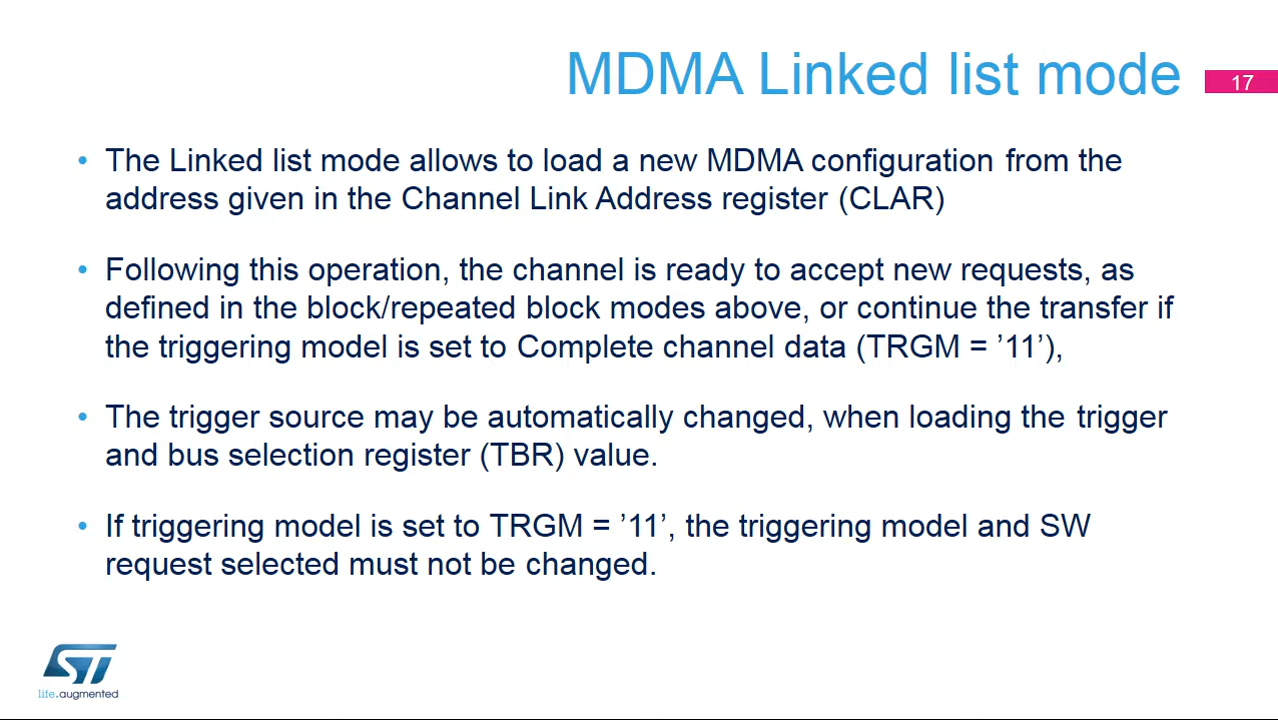 MDMA Linked list mode
17
• The Linked list mode allows to load a new MDMA configuration from the
address given in the Channel Link Address register (CLAR)
• Following this operation, the channel is ready to accept new requests, as
defined in the block/repeated block modes above, or continue the transfer if
the triggering model is set to Complete channel data (TRGM = ’11’),
• The trigger source may be automatically changed, when loading the trigger
and bus selection register (TBR) value.
• If triggering model is set to TRGM = ’11’, the triggering model and SW
request selected must not be changed.
ST
life.augmented